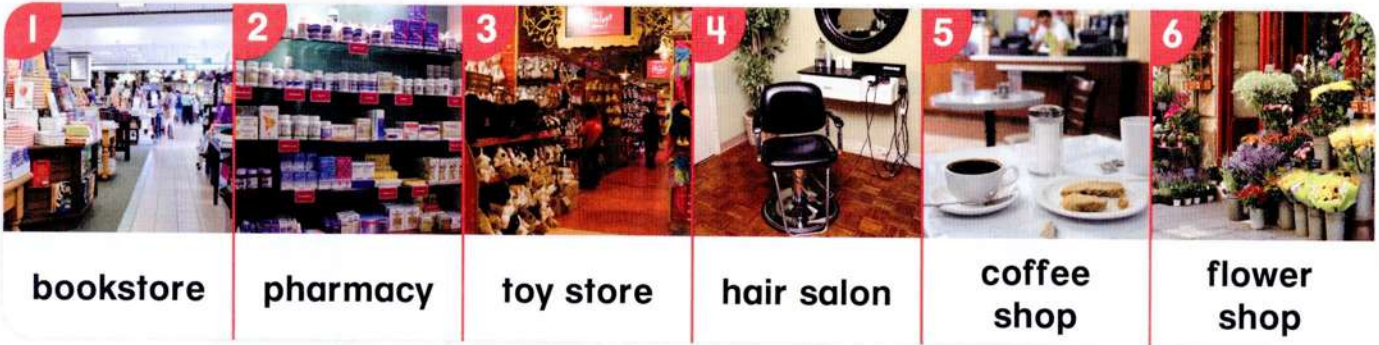 1
bookstore
2
pharmacy
3
toy store
4
hair salon
5
coffee
shop
6
flower
shop